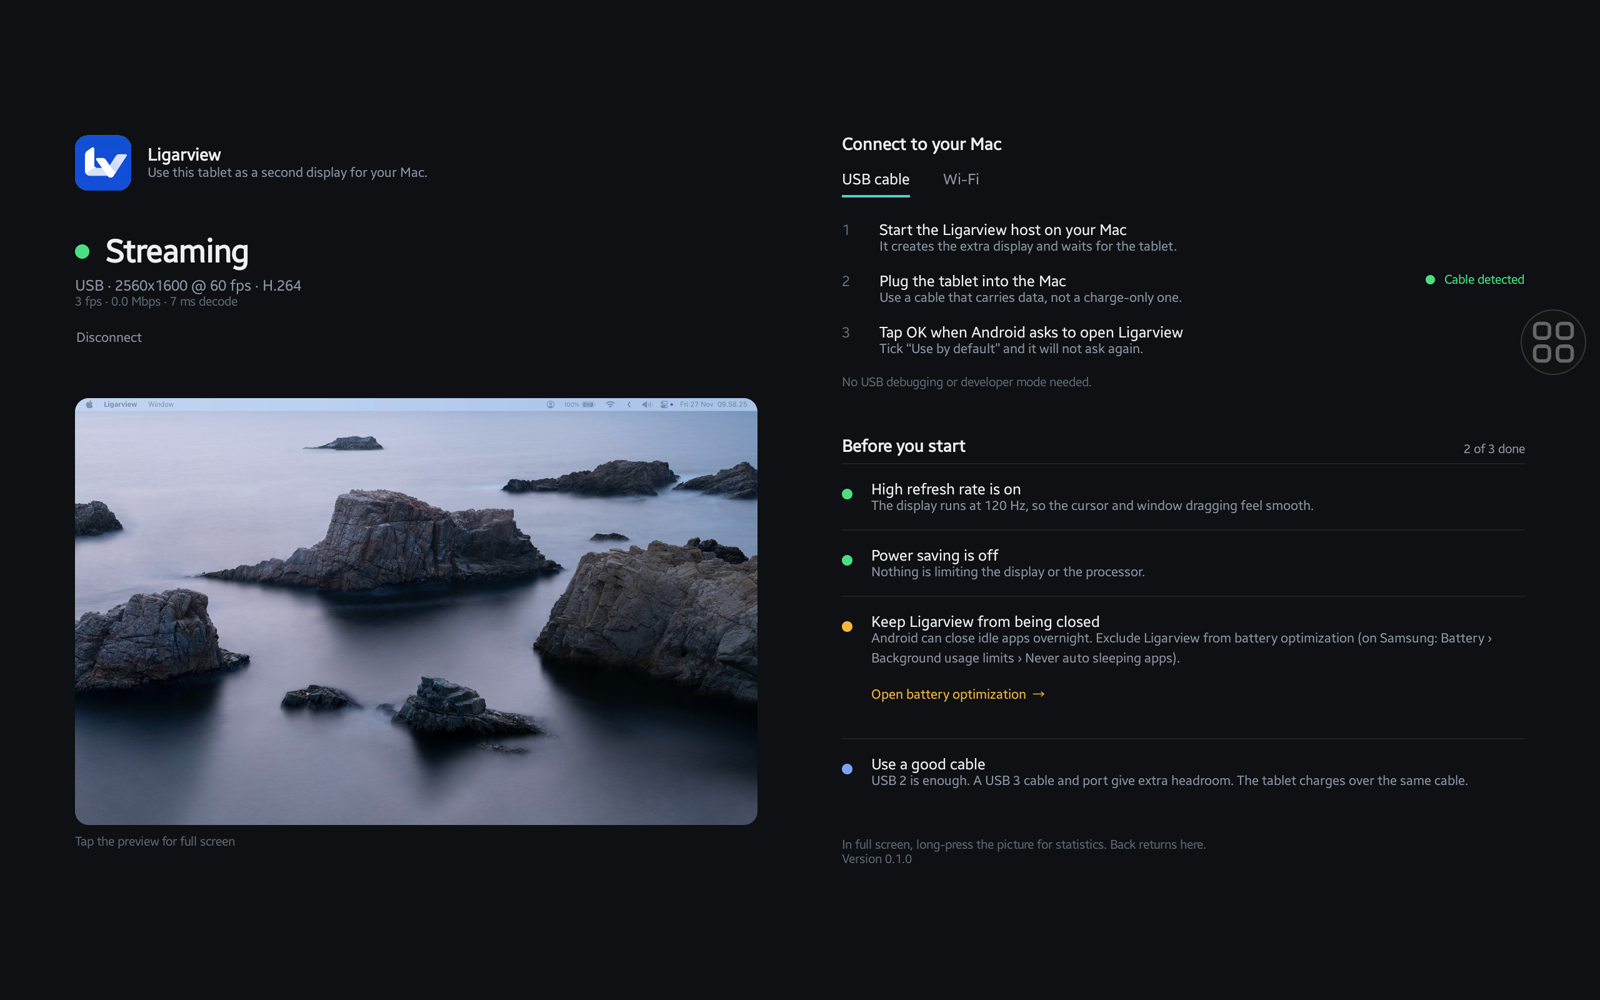 Ligarview
Use this tablet as a second display for your Mac.
Streaming
USB · 2560x1600 @ 60 fps · H.264
3 fps · 0.0 Mbps · 7 ms decode
Disconnect
Ligarview Window 100% Fri 27 Nov 09.58.25
Tap the preview for full screen
Connect to your Mac
USB cable Wi-Fi
1 Start the Ligarview host on your Mac
It creates the extra display and waits for the tablet.
2 Plug the tablet into the Mac
Use a cable that carries data, not a charge-only one.
Cable detected
3 Tap OK when Android asks to open Ligarview
Tick “Use by default” and it will not ask again.
No USB debugging or developer mode needed.
Before you start 2 of 3 done
High refresh rate is on
The display runs at 120 Hz, so the cursor and window dragging feel smooth.
Power saving is off
Nothing is limiting the display or the processor.
Keep Ligarview from being closed
Android can close idle apps overnight. Exclude Ligarview from battery optimization (on Samsung: Battery ›
Background usage limits › Never auto sleeping apps).
Open battery optimization →
Use a good cable
USB 2 is enough. A USB 3 cable and port give extra headroom. The tablet charges over the same cable.
In full screen, long-press the picture for statistics. Back returns here.
Version 0.1.0